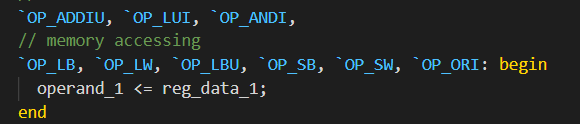 `OP_ADDIU, `OP_LUI, `OP_ANDI,
// memory accessing
`OP_LB, `OP_LW, `OP_LBU, `OP_SB, `OP_SW, `OP_ORI: begin
operand_1 <= reg_data_1;
end